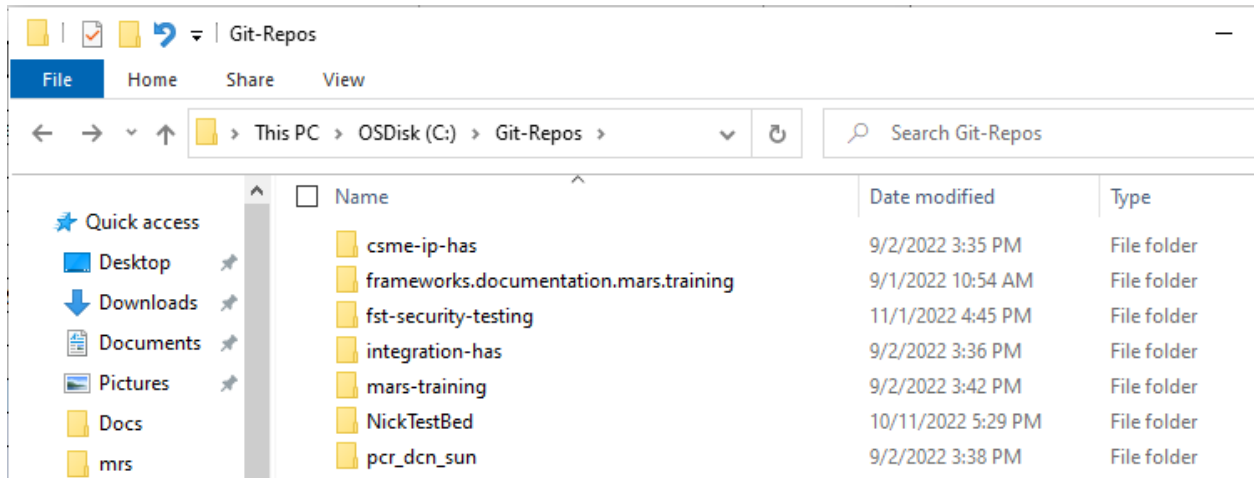 Git-Repos
File Home Share View
This PC > OSDisk (C:) > Git-Repos > Search Git-Repos
Name Date modified Type
Quick access
csme-ip-has 9/2/2022 3:35 PM File folder
Desktop
frameworks.documentation.mars.training 9/1/2022 10:54 AM File folder
Downloads
fst-security-testing 11/1/2022 4:45 PM File folder
Documents
integration-has 9/2/2022 3:36 PM File folder
Pictures
mars-training 9/2/2022 3:42 PM File folder
Docs
NickTestBed 10/11/2022 5:29 PM File folder
mrs
pcr_dcn_sun 9/2/2022 3:38 PM File folder